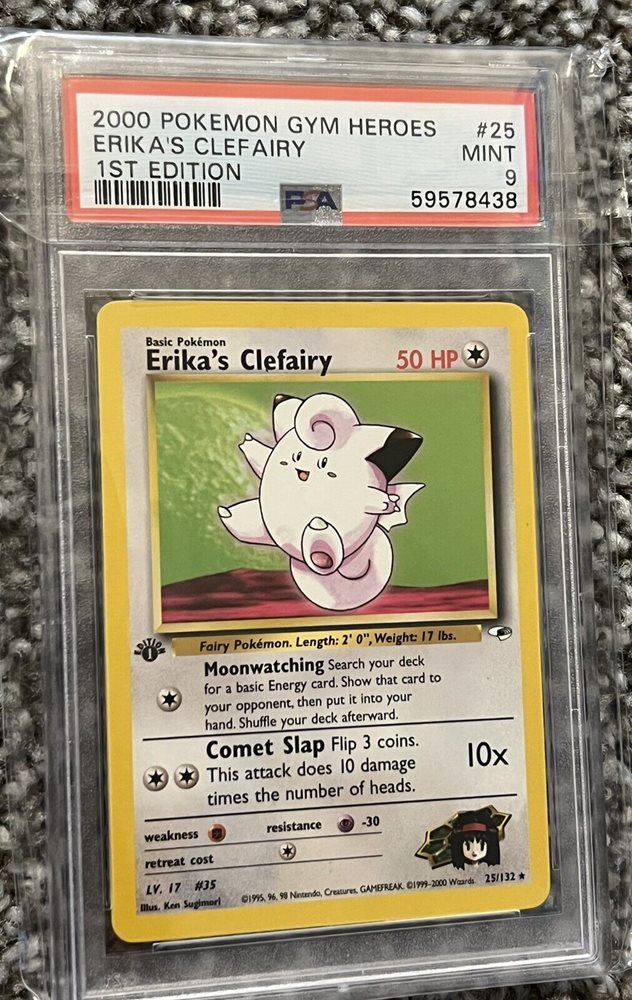 2000 POKEMON GYM HEROES #25
ERIKA'S CLEFAIRY MINT
1ST EDITION 9
PSA 59578438
Basic Pokémon
Erika's Clefairy 50 HP
EDITION 1
Fairy Pokémon. Length: 2' 0", Weight: 17 lbs.
Moonwatching Search your deck
for a basic Energy card. Show that card to
your opponent, then put it into your
hand. Shuffle your deck afterward.
Comet Slap Flip 3 coins.
This attack does 10 damage
times the number of heads.
10x
weakness resistance -30
retreat cost
LV. 17 #35
Illus. Ken Sugimori ©1995, 96, 98 Nintendo, Creatures, GAMEFREAK. ©1999-2000 Wizards. 25/132